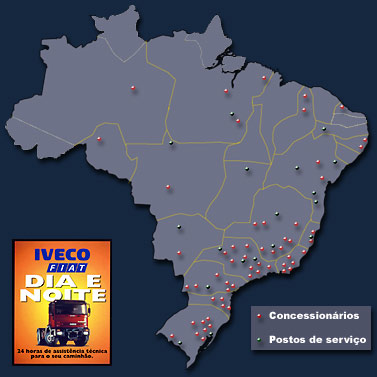 IVECO
FIAT
DIA E
NOITE
24 horas de assistência técnica
para o seu caminhão.
Concessionários
Postos de serviço